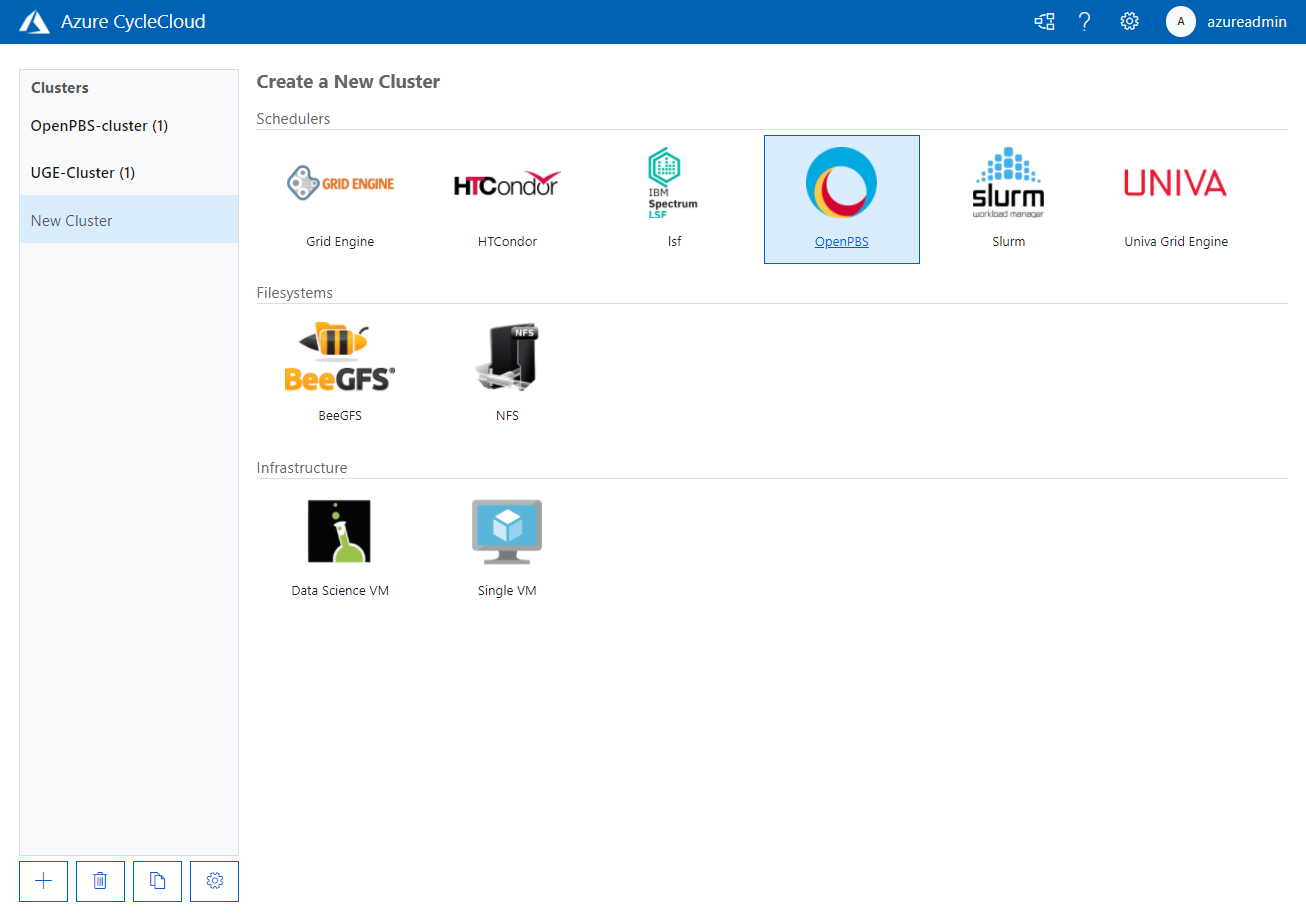 Azure CycleCloud
A
azureadmin
Clusters
OpenPBS-cluster (1)
UGE-Cluster (1)
New Cluster
Create a New Cluster
Schedulers
GRID ENGINE
HTCondor
IBM
Spectrum
LSF
slurm
workload manager
UNIVA
Grid Engine
HTCondor
lsf
OpenPBS
Slurm
Univa Grid Engine
Filesystems
BeeGFS®
NFS
BeeGFS
NFS
Infrastructure
Data Science VM
Single VM